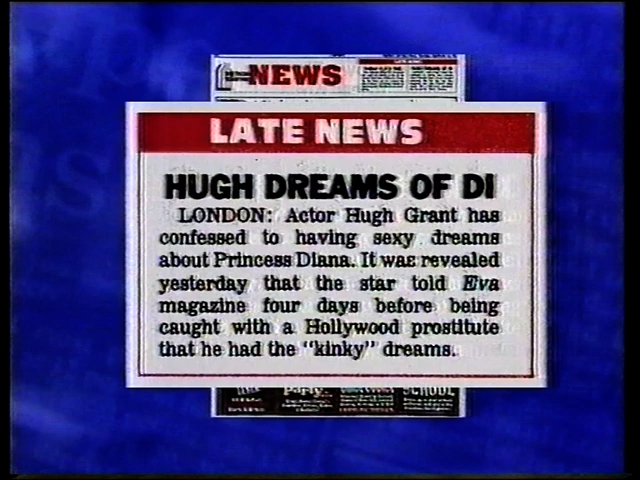 NEWS
LATE NEWS
HUGH DREAMS OF DI
LONDON: Actor Hugh Grant has
confessed to having sexy dreams
about Princess Diana. It was revealed
yesterday that the star told Eva
magazine four days before being
caught with a Hollywood prostitute
that he had the "kinky" dreams.
SCHOOL